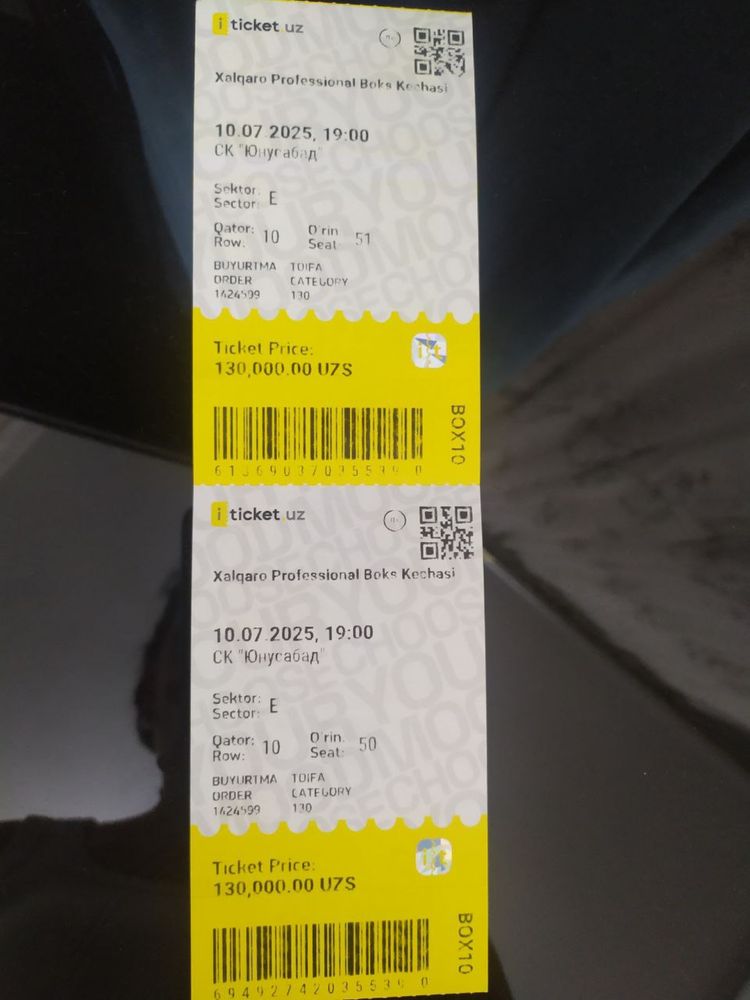 iticket.uz
Xalqaro Professional Boks Kechasi
10.07.2025, 19:00
СК "Юнусабад"
Sektor:
Sector: E
Qator: O'rin
Row: 10 Seat: 51
BUYURTMA TOIFA
ORDER CATEGORY
1424599 130
Ticket Price:
130,000.00 UZS
BOX10
iticket.uz
Xalqaro Professional Boks Kechasi
10.07.2025, 19:00
СК "Юнусабад"
Sektor:
Sector: E
Qator: O'rin:
Row: 10 Seat: 50
BUYURTMA TOIFA
ORDER CATEGORY
1424599 130
Ticket Price:
130,000.00 UZS
BOX10